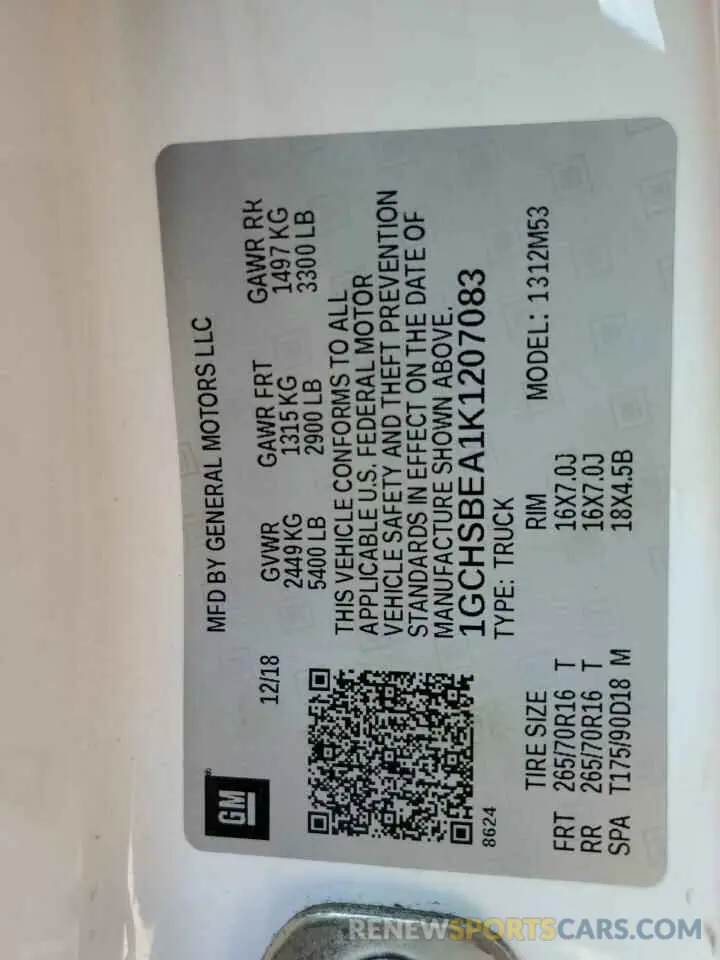 GM
MFD BY GENERAL MOTORS LLC
12/18
GVWR GAWR FRT GAWR RR
2449 KG 1315 KG 1497 KG
5400 LB 2900 LB 3300 LB
THIS VEHICLE CONFORMS TO ALL
APPLICABLE U.S. FEDERAL MOTOR
VEHICLE SAFETY AND THEFT PREVENTION
STANDARDS IN EFFECT ON THE DATE OF
MANUFACTURE SHOWN ABOVE.
1GCHSBEA1K1207083
8624
TYPE: TRUCK
TIRE SIZE RIM MODEL: 1312M53
FRT 265/70R16 T 16X7.0J
RR 265/70R16 T 16X7.0J
SPA T175/90D18 M 18X4.5B
RENEWSPORTSCARS.COM